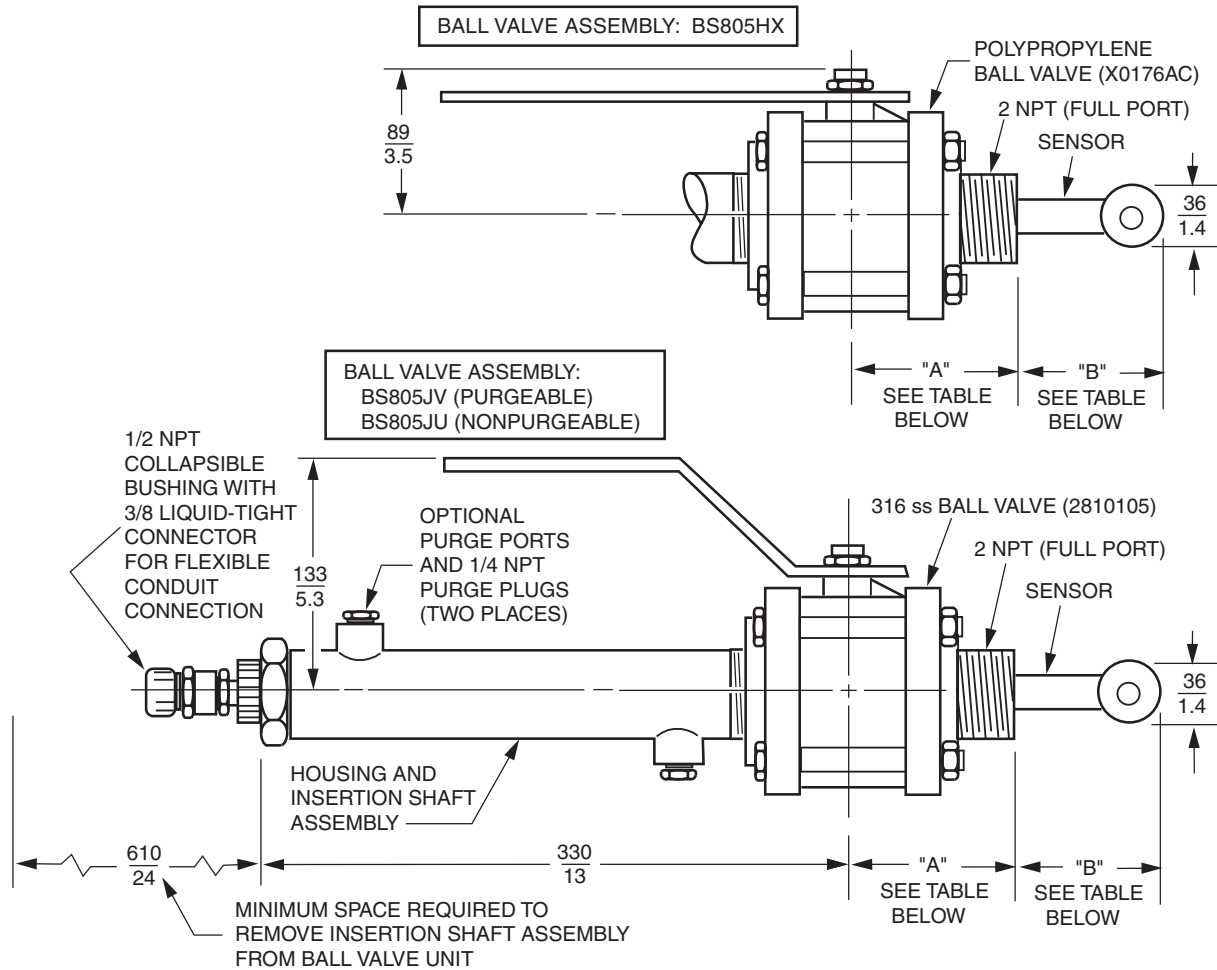 BALL VALVE ASSEMBLY: BS805HX
POLYPROPYLENE
BALL VALVE (X0176AC)
2 NPT (FULL PORT)
SENSOR
89
3.5
36
1.4
"A"
SEE TABLE
BELOW
"B"
SEE TABLE
BELOW
BALL VALVE ASSEMBLY:
BS805JV (PURGEABLE)
BS805JU (NONPURGEABLE)
1/2 NPT
COLLAPSIBLE
BUSHING WITH
3/8 LIQUID-TIGHT
CONNECTOR
FOR FLEXIBLE
CONDUIT
CONNECTION
133
5.3
OPTIONAL
PURGE PORTS
AND 1/4 NPT
PURGE PLUGS
(TWO PLACES)
316 ss BALL VALVE (2810105)
2 NPT (FULL PORT)
SENSOR
36
1.4
HOUSING AND
INSERTION SHAFT
ASSEMBLY
610
24
330
13
"A"
SEE TABLE
BELOW
"B"
SEE TABLE
BELOW
MINIMUM SPACE REQUIRED TO
REMOVE INSERTION SHAFT ASSEMBLY
FROM BALL VALVE UNIT